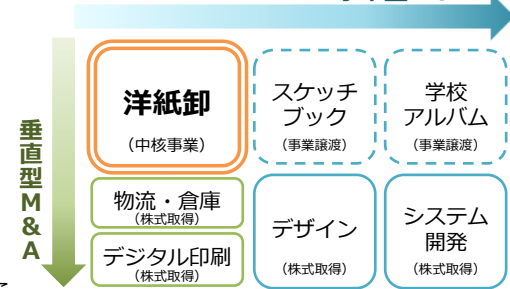 洋紙卸
（中核事業）
スケッチ
ブック
（事業譲渡）
学校
アルバム
（事業譲渡）
垂直型M&A
物流・倉庫
（株式取得）
デジタル印刷
（株式取得）
デザイン
（株式取得）
システム
開発
（株式取得）